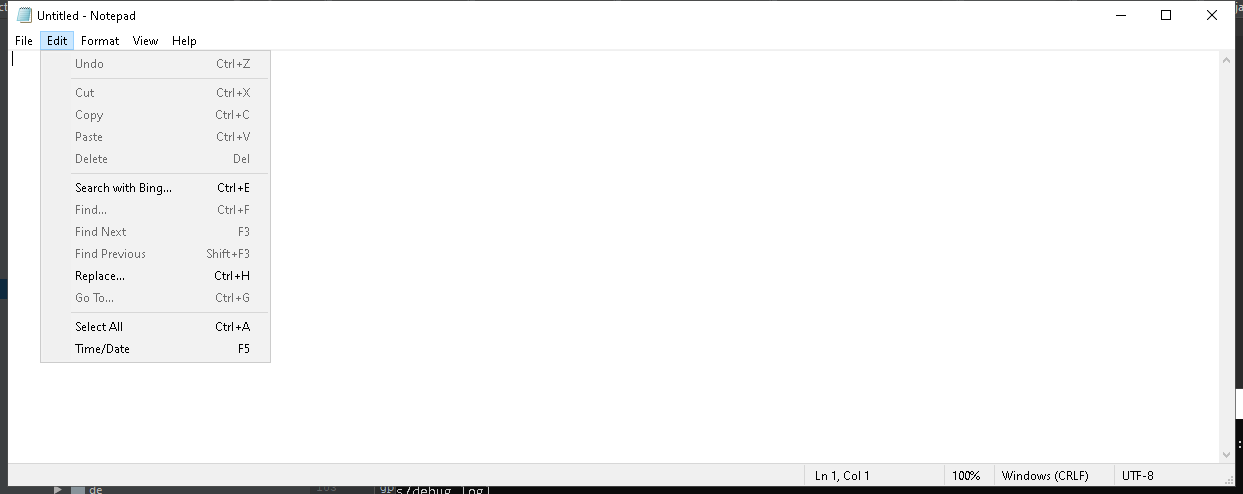 Untitled - Notepad
File Edit Format View Help
Undo Ctrl+Z
Cut Ctrl+X
Copy Ctrl+C
Paste Ctrl+V
Delete Del
Search with Bing... Ctrl+E
Find... Ctrl+F
Find Next F3
Find Previous Shift+F3
Replace... Ctrl+H
Go To... Ctrl+G
Select All Ctrl+A
Time/Date F5
Ln 1, Col 1 100% Windows (CRLF) UTF-8
de